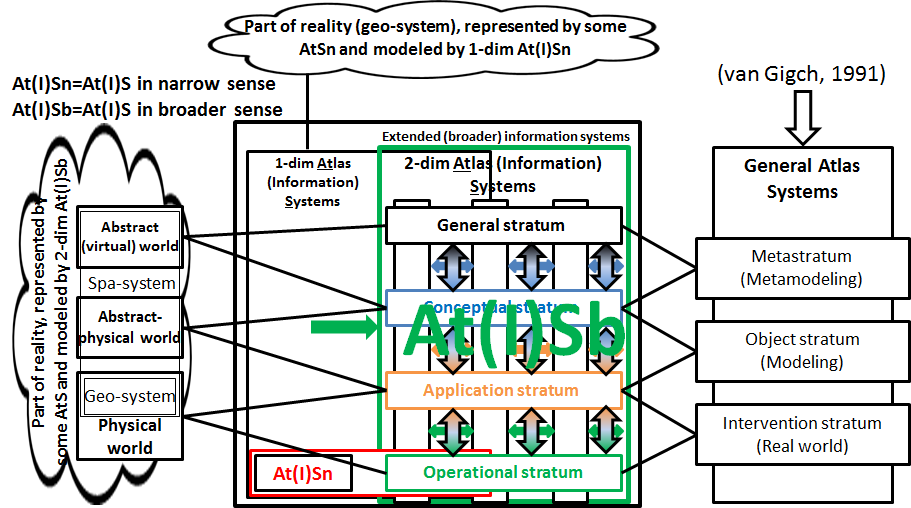 Part of reality (geo-system), represented by some
AtSn and modeled by 1-dim At(I)Sn
(van Gigch, 1991)
At(I)Sn=At(I)S in narrow sense
At(I)Sb=At(I)S in broader sense
Extended (broader) information systems
1-dim Atlas
(Information)
Systems
2-dim Atlas (Information)
Systems
General Atlas
Systems
Part of reality, represented by
some AtS and modeled by 2-dim At(I)Sb
Abstract
(virtual) world
Spa-system
Abstract-
physical world
Geo-system
Physical
world
General stratum
Conceptual stratum
At(I)Sb
Application stratum
Operational stratum
At(I)Sn
Metastratum
(Metamodeling)
Object stratum
(Modeling)
Intervention stratum
(Real world)